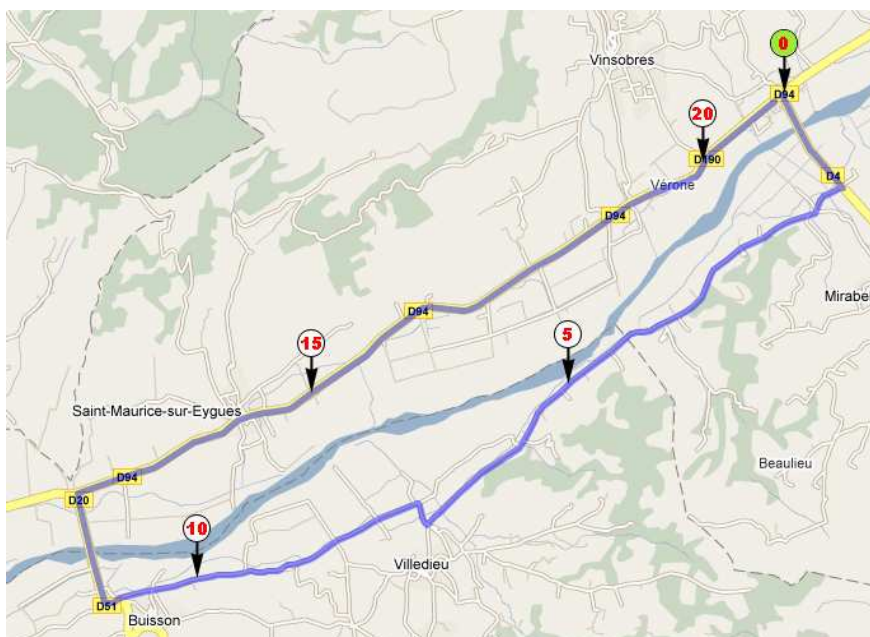 0
Vinsobres
D94
20
D190
D4
Vérone
D94
Mirabe
D94
5
15
Saint-Maurice-sur-Eygues
Beaulieu
D94
D20
10
Villedieu
D51
Buisson